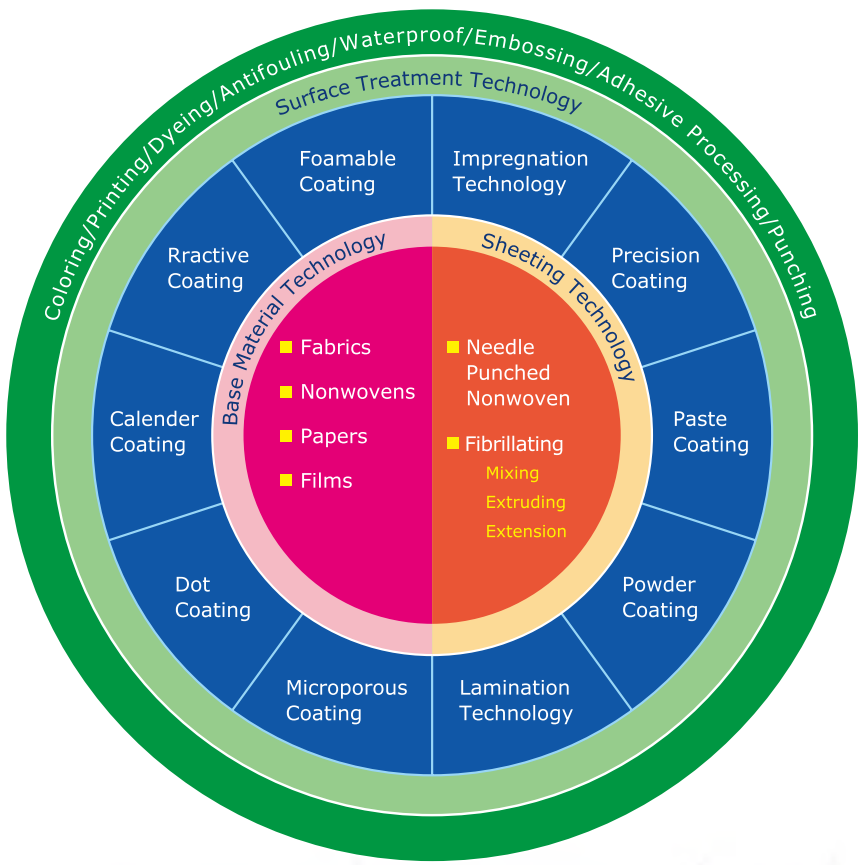 Coloring/Printing/Dyeing/Antifouling/Waterproof/Embossing/Adhesive Processing/Punching
Surface Treatment Technology
Foamable
Coating
Impregnation
Technology
Precision
Coating
Paste
Coating
Powder
Coating
Lamination
Technology
Microporous
Coating
Dot
Coating
Calender
Coating
Rractive
Coating
Base Material Technology
Fabrics
Nonwovens
Papers
Films
Sheeting Technology
Needle
Punched
Nonwoven
Fibrillating
Mixing
Extruding
Extension